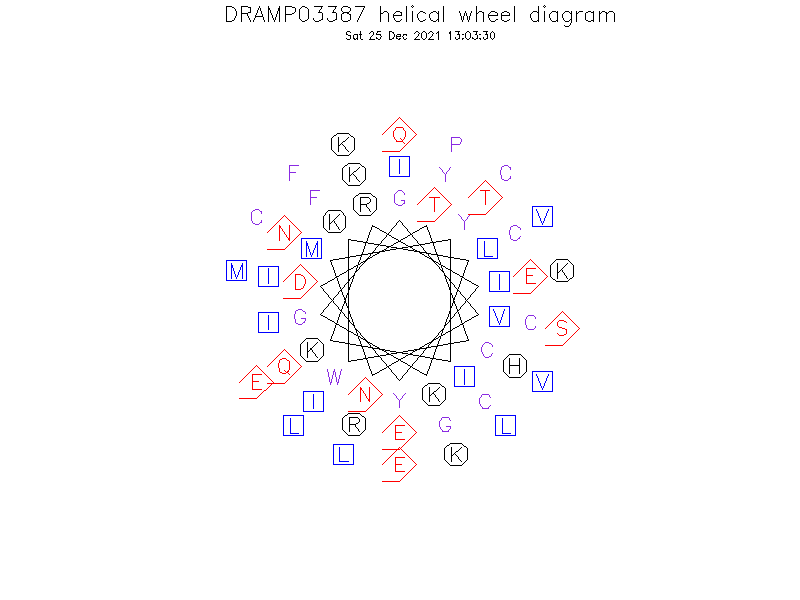 DRAMP03387 helical wheel diagram
Sat 25 Dec 2021 13:03:30
Q
K P
I
F K Y C
F G T
R T
C K Y V
N C
M L
M I E K
D I
I G V C S
K C
Q H
E W I V
N K
I Y C
L R G L
E
L K
E